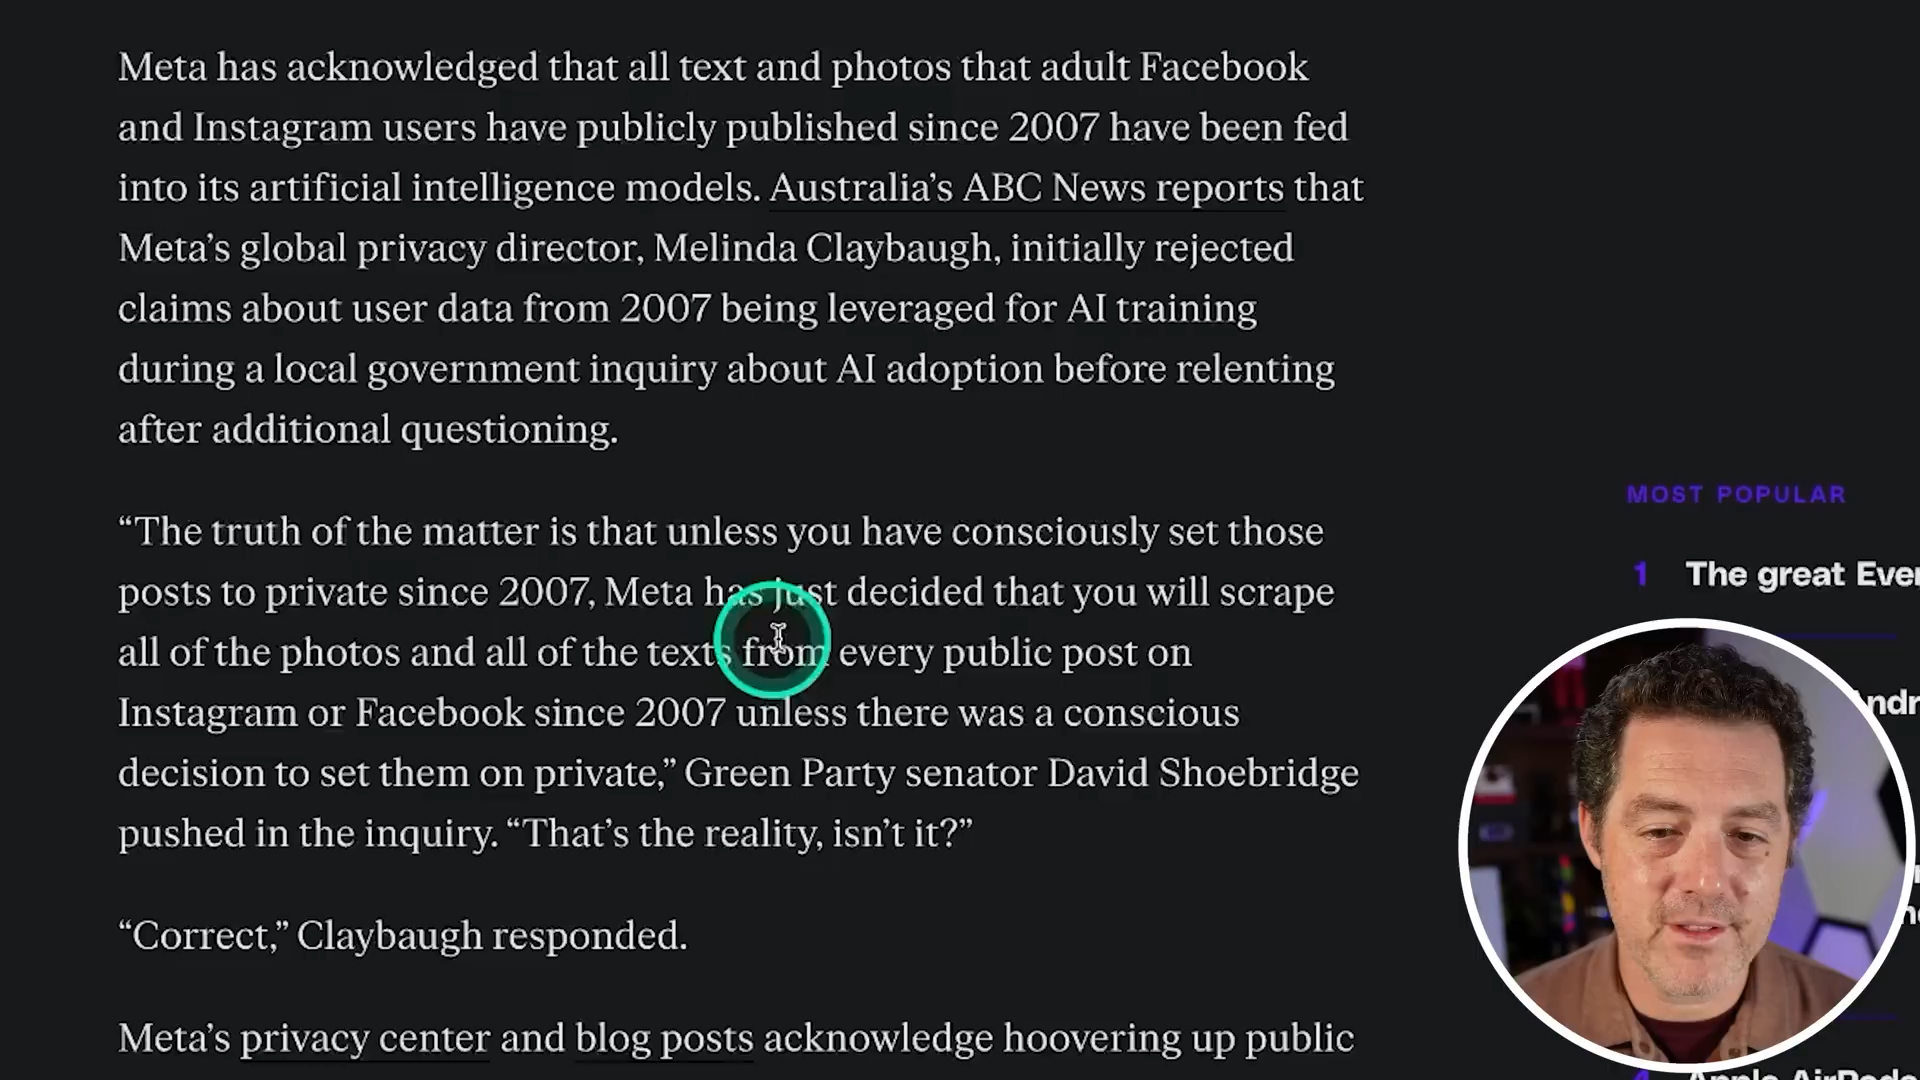 Meta has acknowledged that all text and photos that adult Facebook
and Instagram users have publicly published since 2007 have been fed
into its artificial intelligence models. Australia’s ABC News reports that
Meta’s global privacy director, Melinda Claybaugh, initially rejected
claims about user data from 2007 being leveraged for AI training
during a local government inquiry about AI adoption before relenting
after additional questioning.
“The truth of the matter is that unless you have consciously set those
posts to private since 2007, Meta has just decided that you will scrape
all of the photos and all of the texts from every public post on
Instagram or Facebook since 2007 unless there was a conscious
decision to set them on private,” Green Party senator David Shoebridge
pushed in the inquiry. “That’s the reality, isn’t it?”
“Correct,” Claybaugh responded.
Meta’s privacy center and blog posts acknowledge hoovering up public
MOST POPULAR
1 The great Ever
Andr